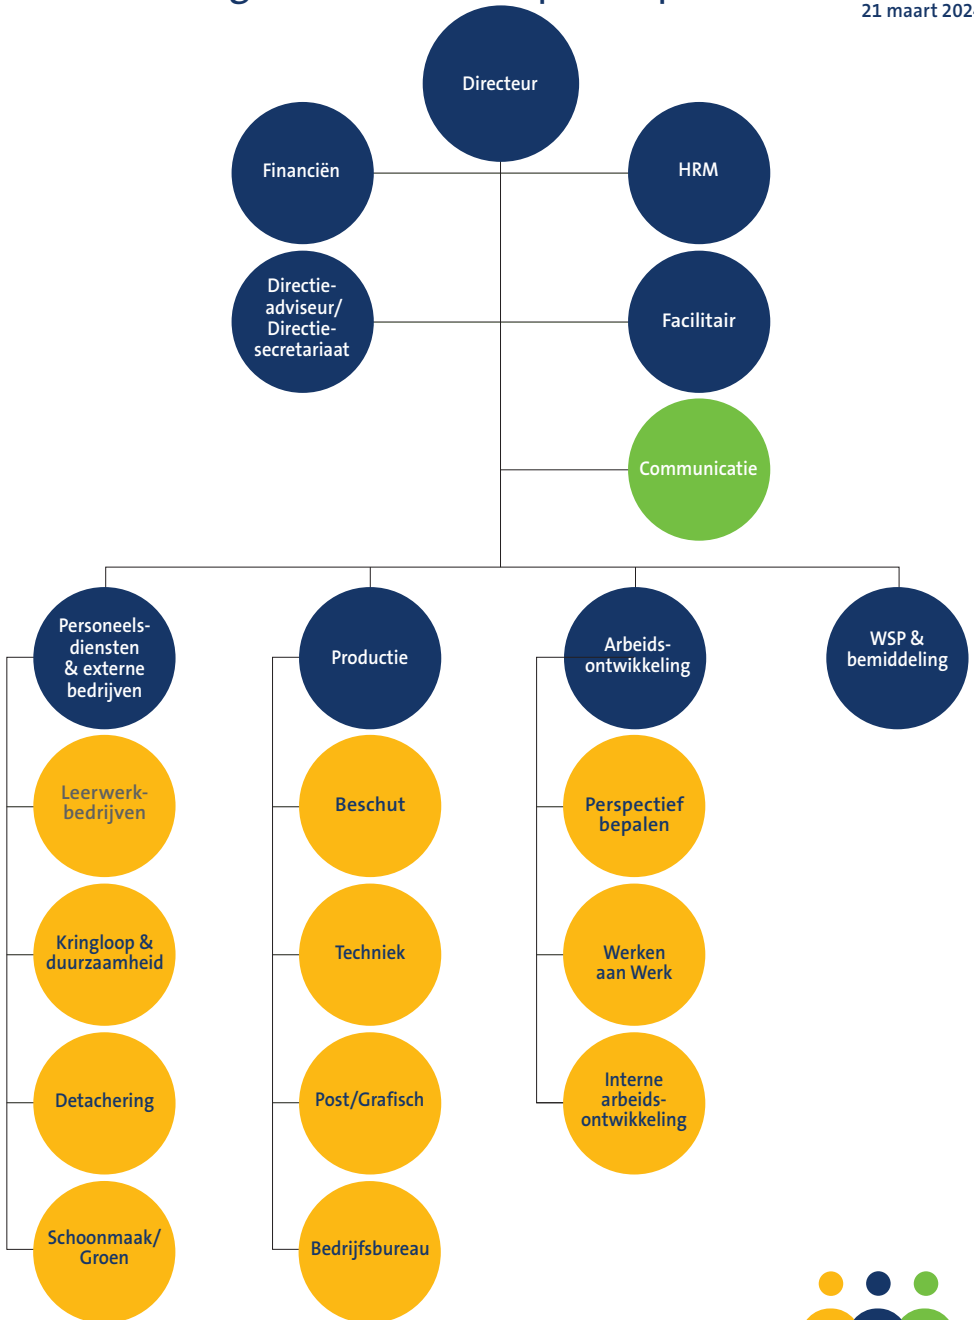 21 maart 202
Directeur
Financiën
HRM
Directie-
adviseur/
Directie-
secretariaat
Facilitair
Communicatie
Personeels-
diensten
& externe
bedrijven
Productie
Arbeids-
ontwikkeling
WSP &
bemiddeling
Leerwerk-
bedrijven
Beschut
Perspectief
bepalen
Kringloop &
duurzaamheid
Techniek
Werken
aan Werk
Detachering
Post/Grafisch
Interne
arbeids-
ontwikkeling
Schoonmaak/
Groen
Bedrijfsbureau